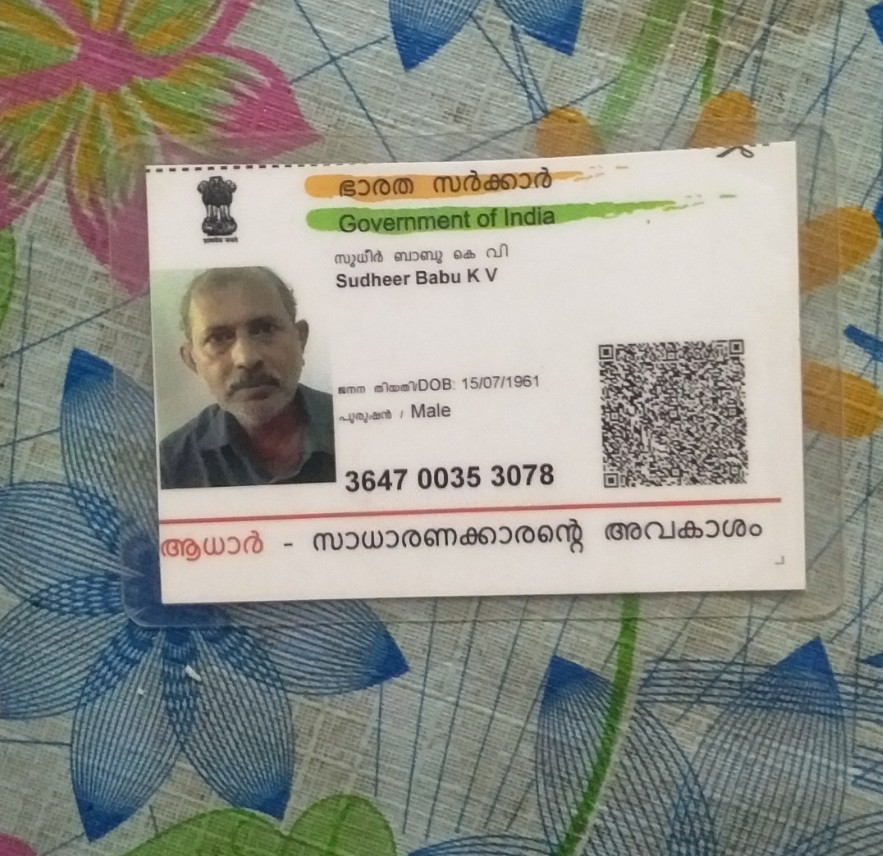 ഭാരത സർക്കാർ
Government of India
സുധീർ ബാബു കെ വി
Sudheer Babu K V
ജനന തിയതി/DOB: 15/07/1961
പുരുഷൻ / Male
3647 0035 3078
ആധാർ - സാധാരണക്കാരന്റെ അവകാശം